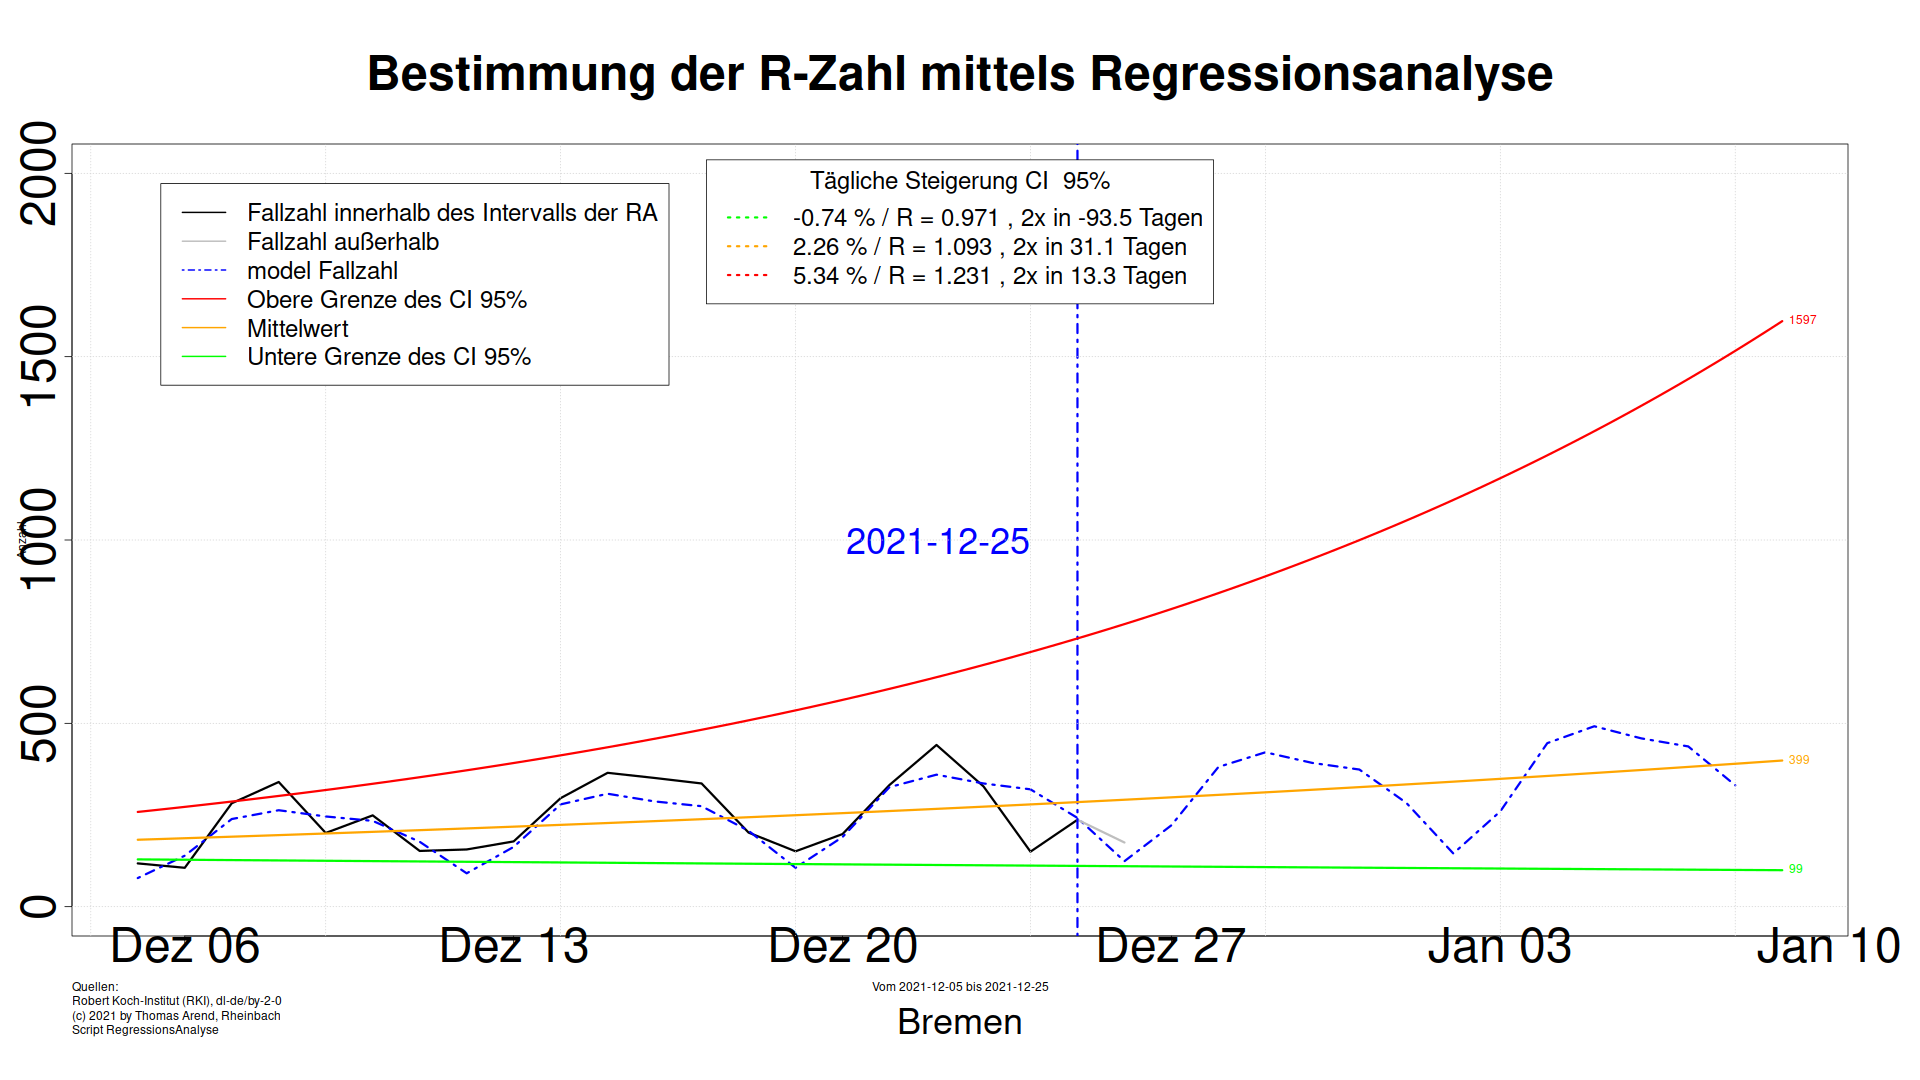 Bestimmung der R-Zahl mittels Regressionsanalyse
2000
1500
1000
500
0
Anzahl
Fallzahl innerhalb des Intervalls der RA
Fallzahl außerhalb
model Fallzahl
Obere Grenze des CI 95%
Mittelwert
Untere Grenze des CI 95%
Tägliche Steigerung CI  95%
-0.74 % / R = 0.971 , 2x in -93.5 Tagen
2.26 % / R = 1.093 , 2x in 31.1 Tagen
5.34 % / R = 1.231 , 2x in 13.3 Tagen
1597
2021-12-25
399
99
Dez 06 Dez 13 Dez 20 Dez 27 Jan 03 Jan 10
Quellen:
Robert Koch-Institut (RKI), dl-de/by-2-0
(c) 2021 by Thomas Arend, Rheinbach
Script RegressionsAnalyse
Vom 2021-12-05 bis 2021-12-25
Bremen